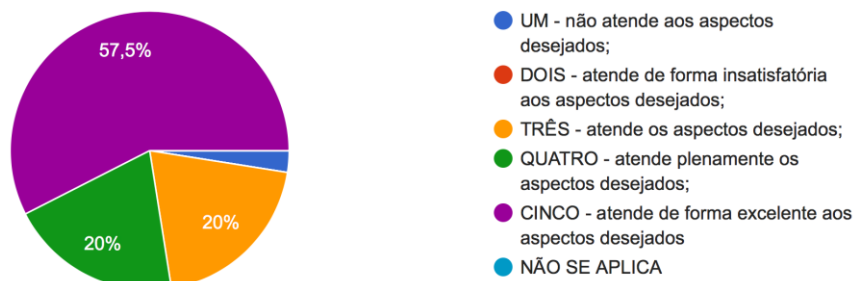 57,5%
20%
20%
UM - não atende aos aspectos
desejados;
DOIS - atende de forma insatisfatória
aos aspectos desejados;
TRÊS - atende os aspectos desejados;
QUATRO - atende plenamente os
aspectos desejados;
CINCO - atende de forma excelente aos
aspectos desejados
NÃO SE APLICA